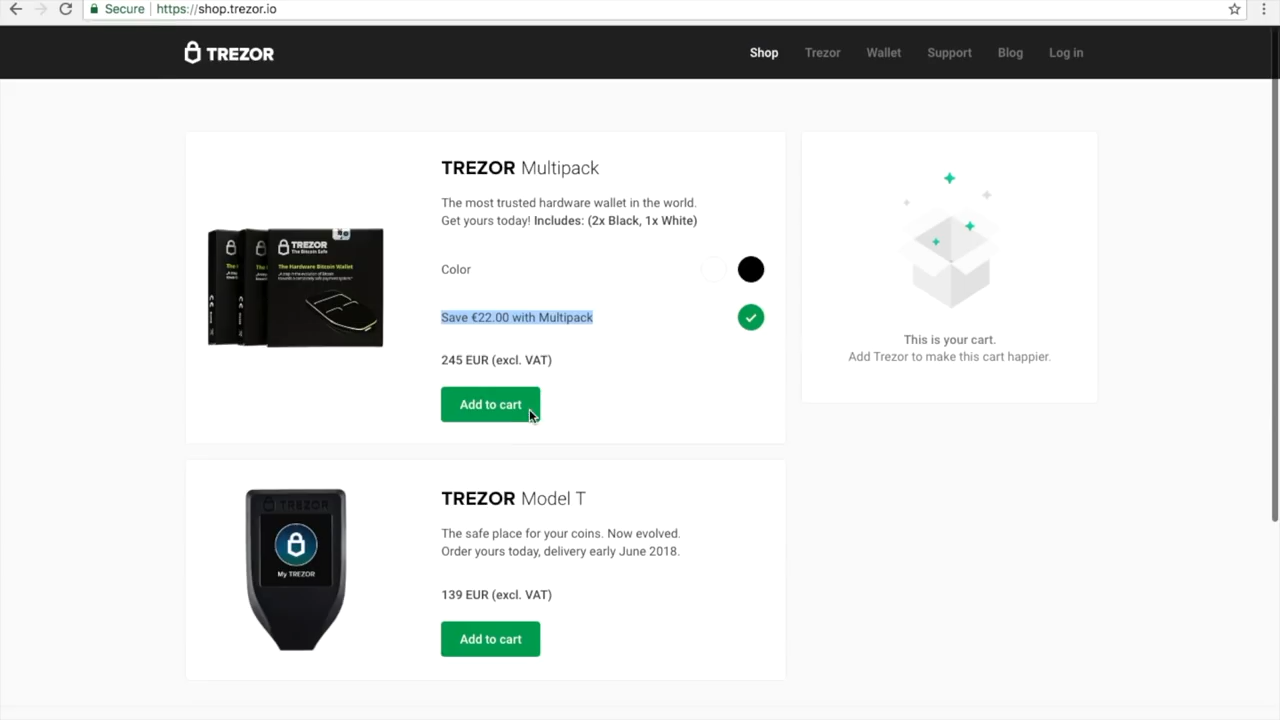 Secure https://shop.trezor.io
TREZOR
Shop Trezor Wallet Support Blog Log in
TREZOR Multipack
The most trusted hardware wallet in the world.
Get yours today! Includes: (2x Black, 1x White)
Color
Save €22.00 with Multipack
245 EUR (excl. VAT)
Add to cart
TREZOR
The Bitcoin Safe
The Hardware Bitcoin Wallet
This is your cart.
Add Trezor to make this cart happier.
TREZOR Model T
The safe place for your coins. Now evolved.
Order yours today, delivery early June 2018.
139 EUR (excl. VAT)
Add to cart
TREZOR
My TREZOR